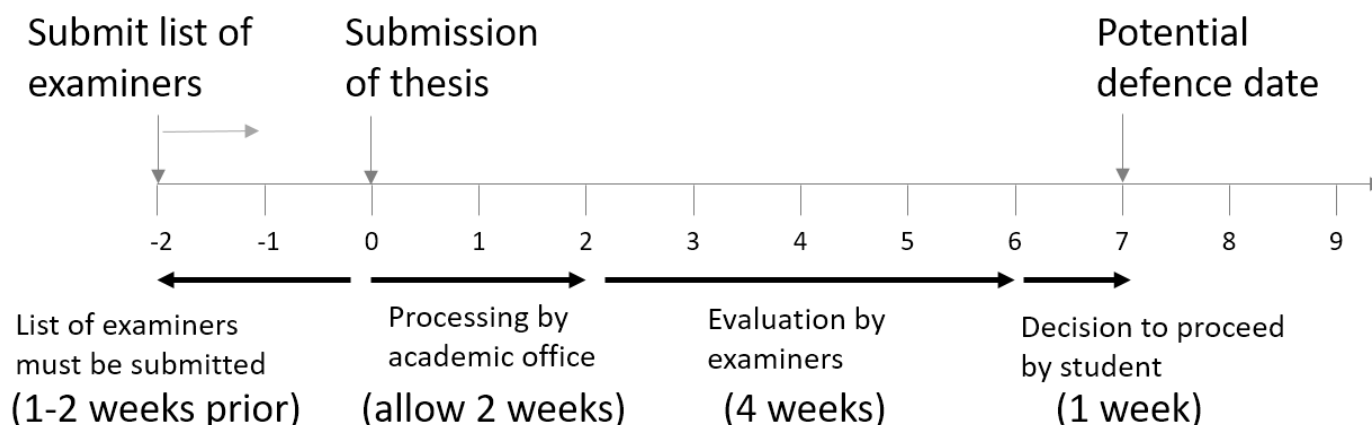 Submit list of
examiners
Submission
of thesis
Potential
defence date
-2
-1
0
1
2
3
4
5
6
7
8
9
List of examiners
must be submitted
(1-2 weeks prior)
Processing by
academic office
(allow 2 weeks)
Evaluation by
examiners
(4 weeks)
Decision to proceed
by student
(1 week)